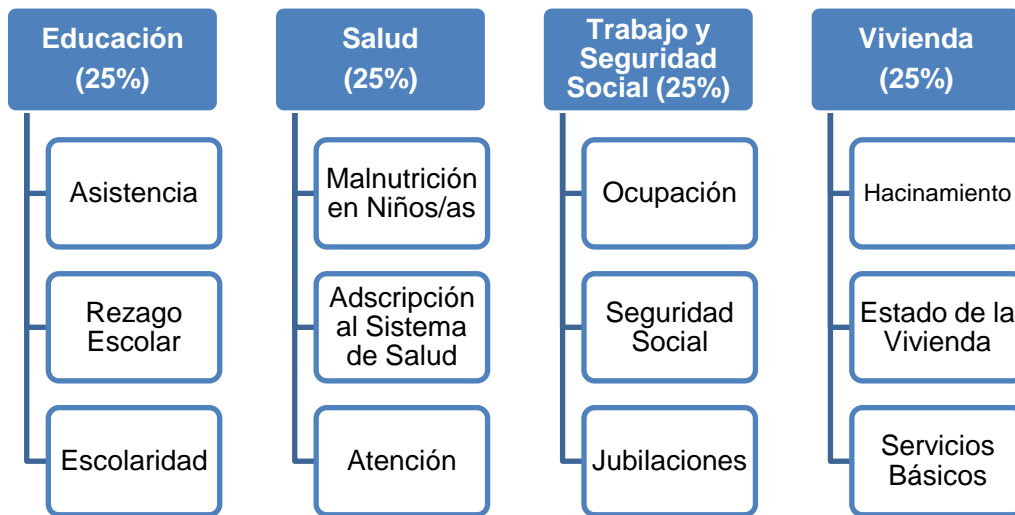 Educación
(25%)
Asistencia
Rezago
Escolar
Escolaridad
Salud
(25%)
Malnutrición
en Niños/as
Adscripción
al Sistema
de Salud
Atención
Trabajo y
Seguridad
Social (25%)
Ocupación
Seguridad
Social
Jubilaciones
Vivienda
(25%)
Hacinamiento
Estado de la
Vivienda
Servicios
Básicos